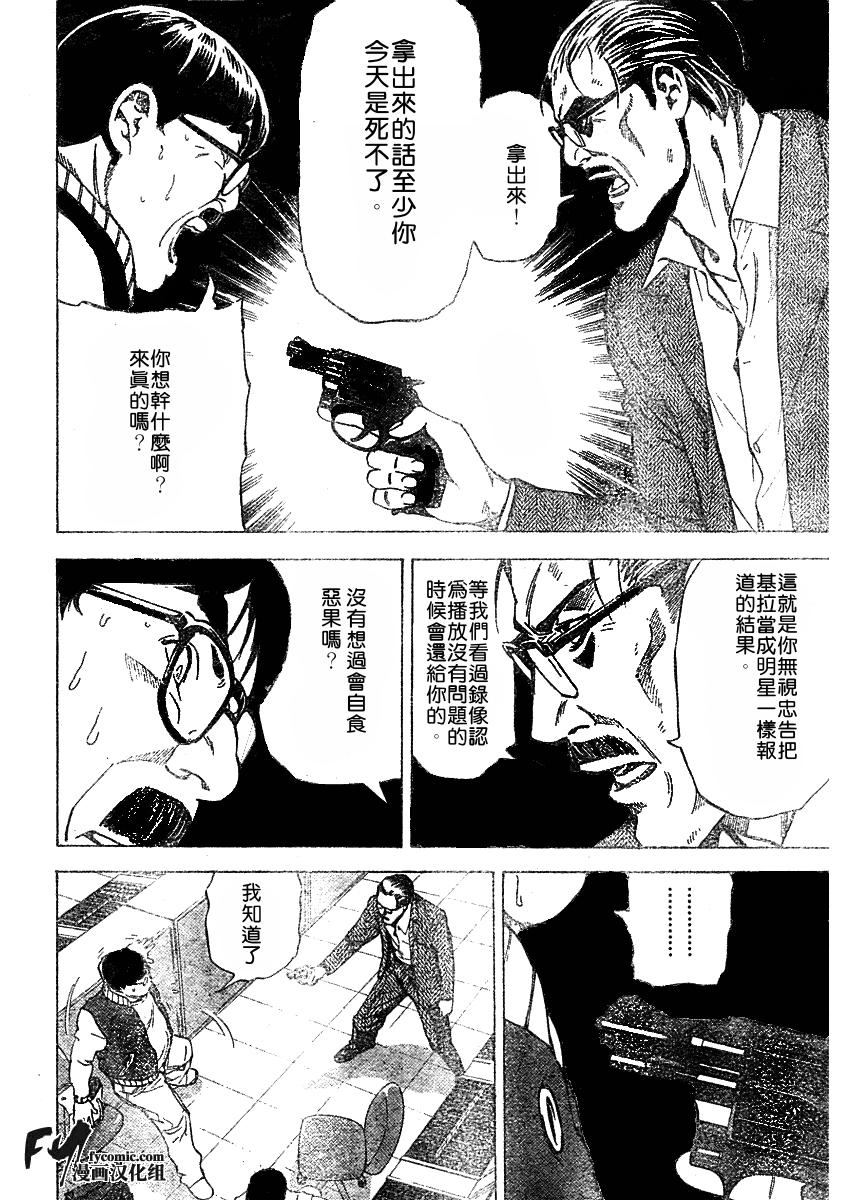 拿出來！
拿出來的話至少你
今天是死不了。
你想幹什麼啊？
來真的嗎？
這就是你無視忠告把
基拉當成明星一樣報
道的結果。
等我們看過錄像認
為播放沒有問題的
時候會還給你的。
沒有想過會自食
惡果嗎？
………
………
我知道了
FY
fycomic.com
漫画汉化组